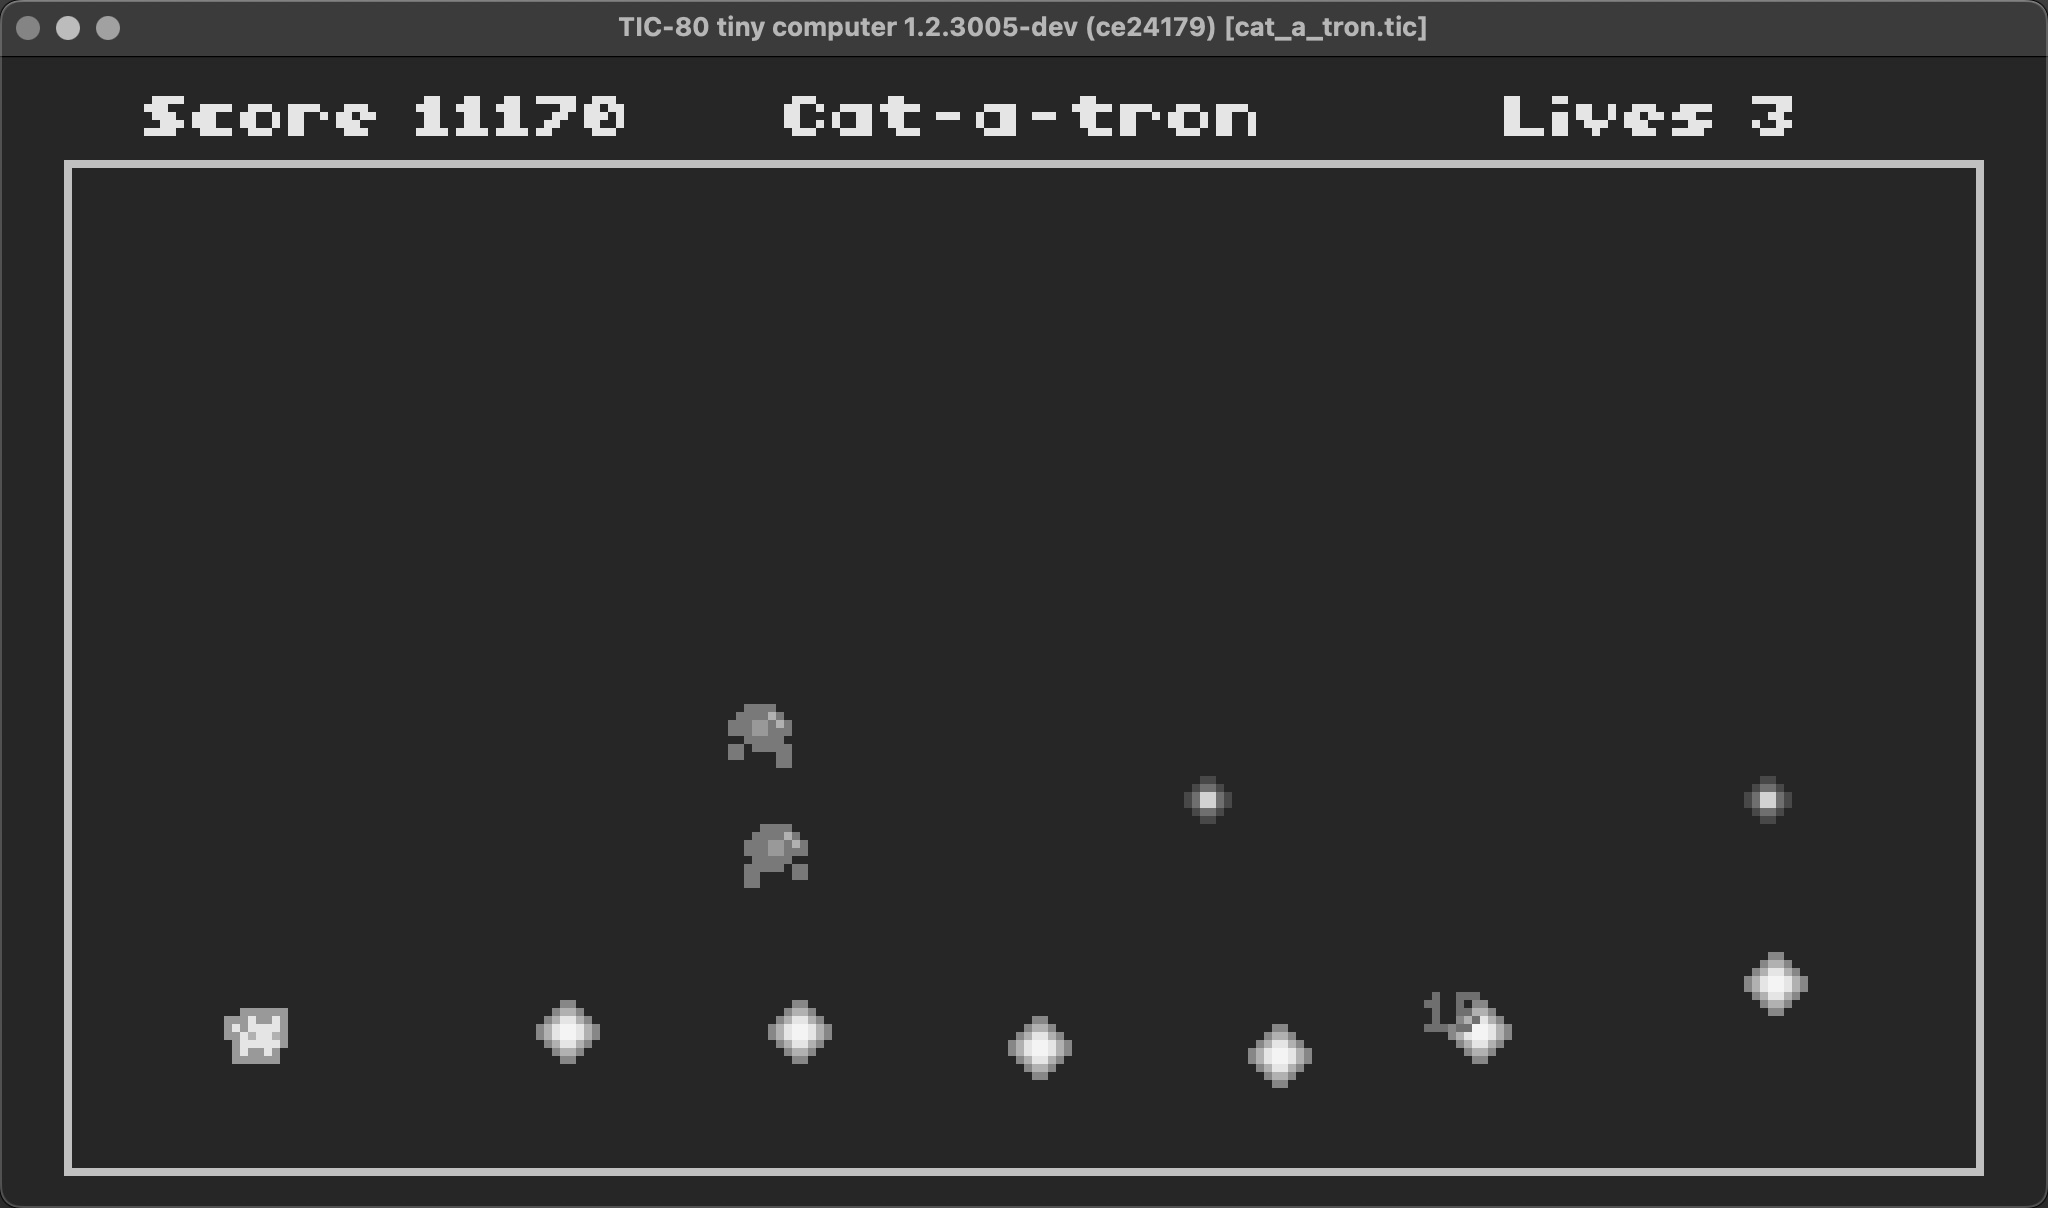 TIC-80 tiny computer 1.2.3005-dev (ce24179) [cat_a_tron.tic]
Score 11170 Cat-a-tron Lives 3